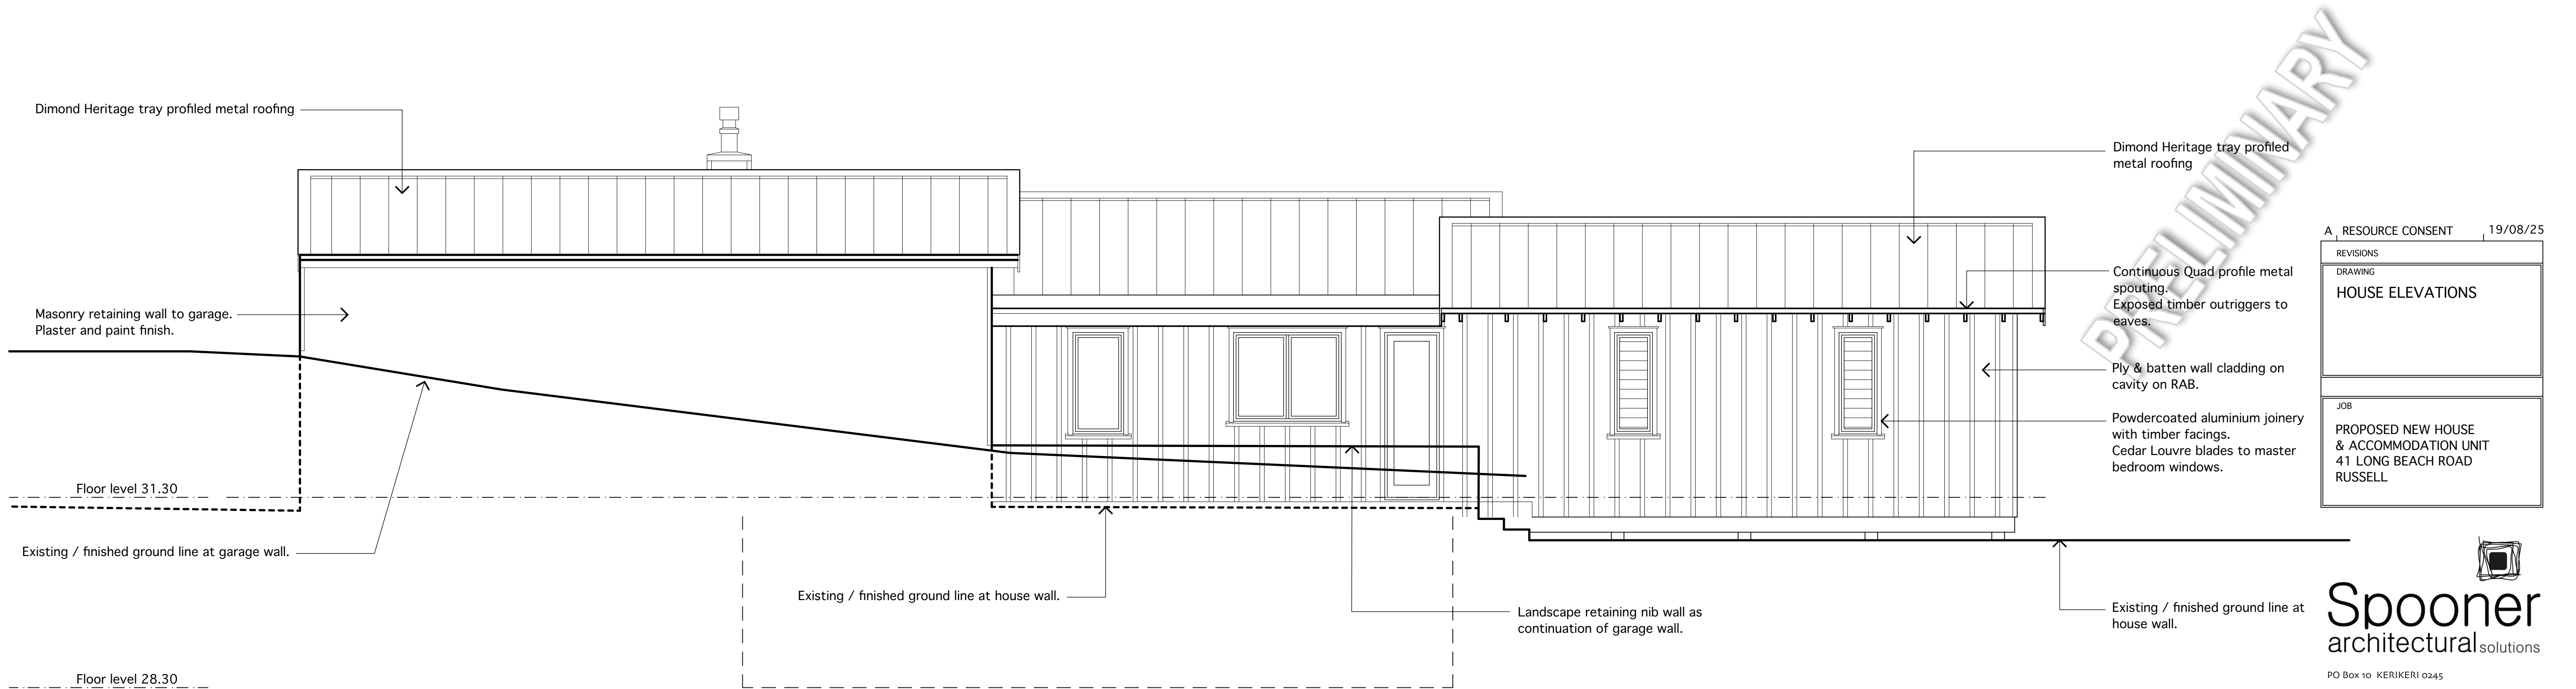 Dimond Heritage tray profiled metal roofing
Masonry retaining wall to garage.
Plaster and paint finish.
Floor level 31.30
Existing / finished ground line at garage wall.
Floor level 28.30
Existing / finished ground line at house wall.
Landscape retaining nib wall as
continuation of garage wall.
PRELIMINARY
Dimond Heritage tray profiled
metal roofing
Continuous Quad profile metal
spouting.
Exposed timber outriggers to
eaves.
Ply & batten wall cladding on
cavity on RAB.
Powdercoated aluminium joinery
with timber facings.
Cedar Louvre blades to master
bedroom windows.
Existing / finished ground line at
house wall.
A RESOURCE CONSENT 19/08/25
REVISIONS
DRAWING
HOUSE ELEVATIONS
JOB
PROPOSED NEW HOUSE
& ACCOMMODATION UNIT
41 LONG BEACH ROAD
RUSSELL
Spooner
architectural solutions
PO Box 10 KERIKERI 0245